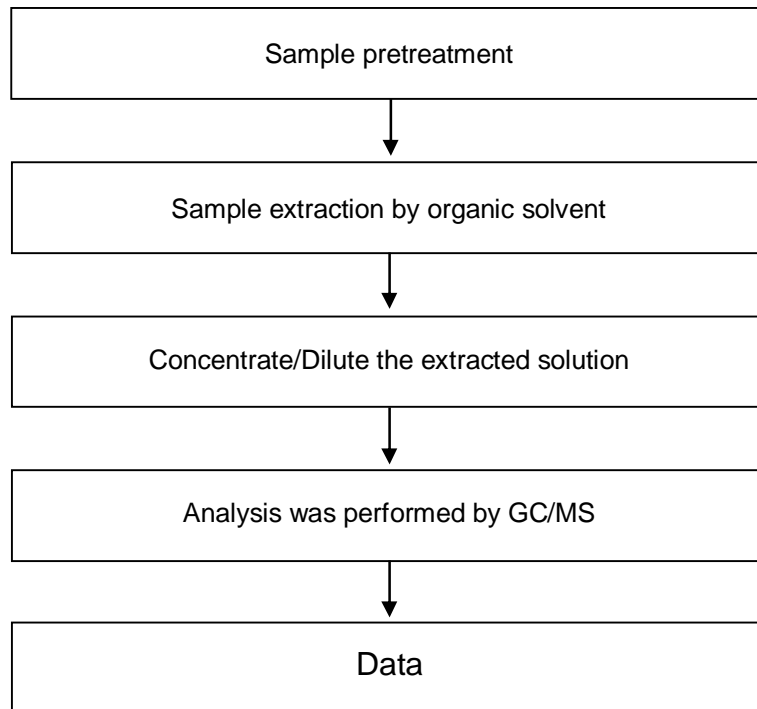 Sample pretreatment
Sample extraction by organic solvent
Concentrate/Dilute the extracted solution
Analysis was performed by GC/MS
Data